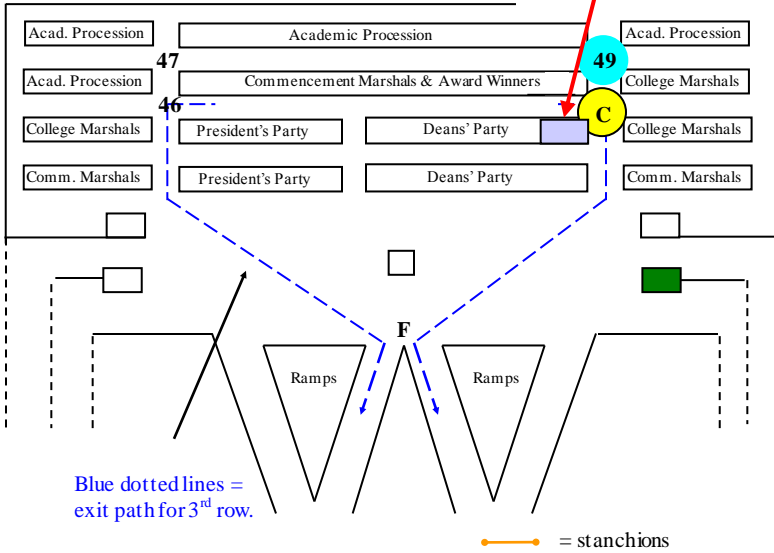 Acad. Procession Academic Procession Acad. Procession
47 49
Acad. Procession Commencement Marshals & Award Winners College Marshals
46 C
College Marshals President's Party Deans' Party College Marshals
Comm. Marshals President's Party Deans' Party Comm. Marshals
F
Ramps Ramps
Blue dotted lines =
exit path for 3rd row.
= stanchions